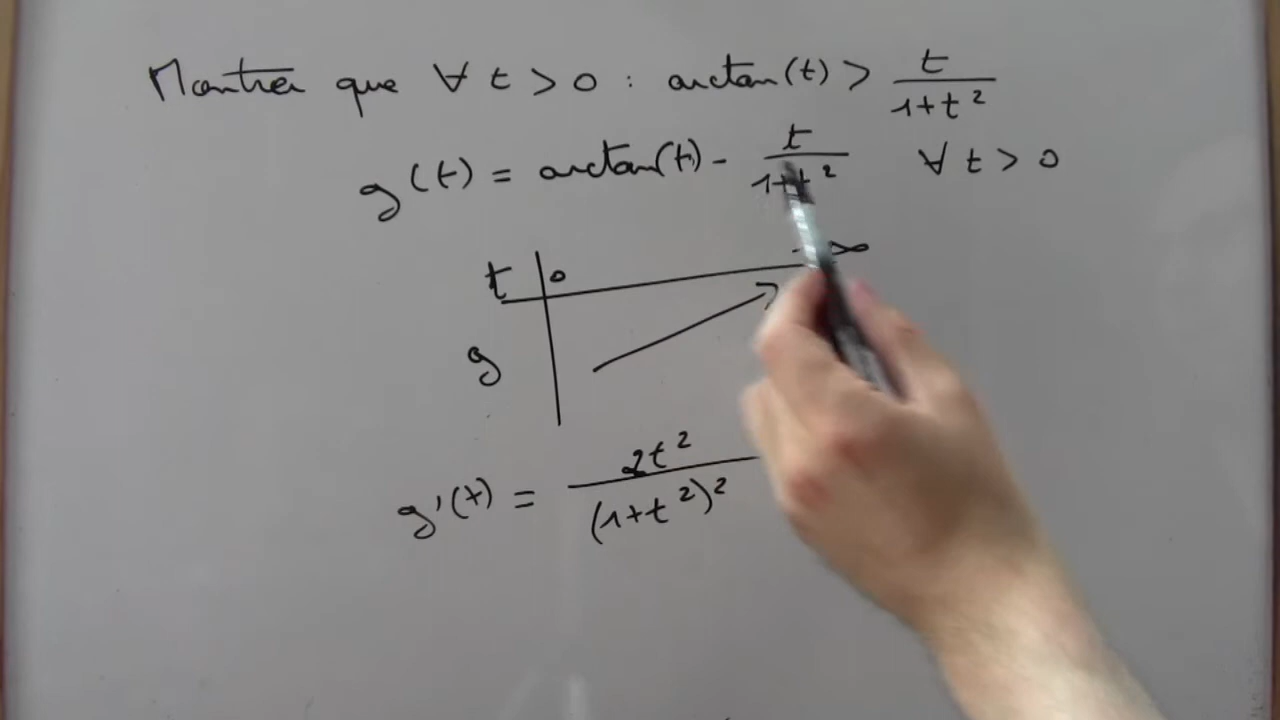 Montrer que ∀ t > 0 : arctan(t) > t/(1+t²)
g(t) = arctan(t) - t/(1+t²) ∀ t > 0
t 0 ∞
g
g'(t) = 2t²/(1+t²)²